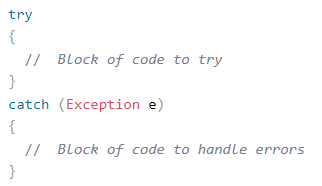 try
{
  //  Block of code to try
}
catch (Exception e)
{
  //  Block of code to handle errors
}